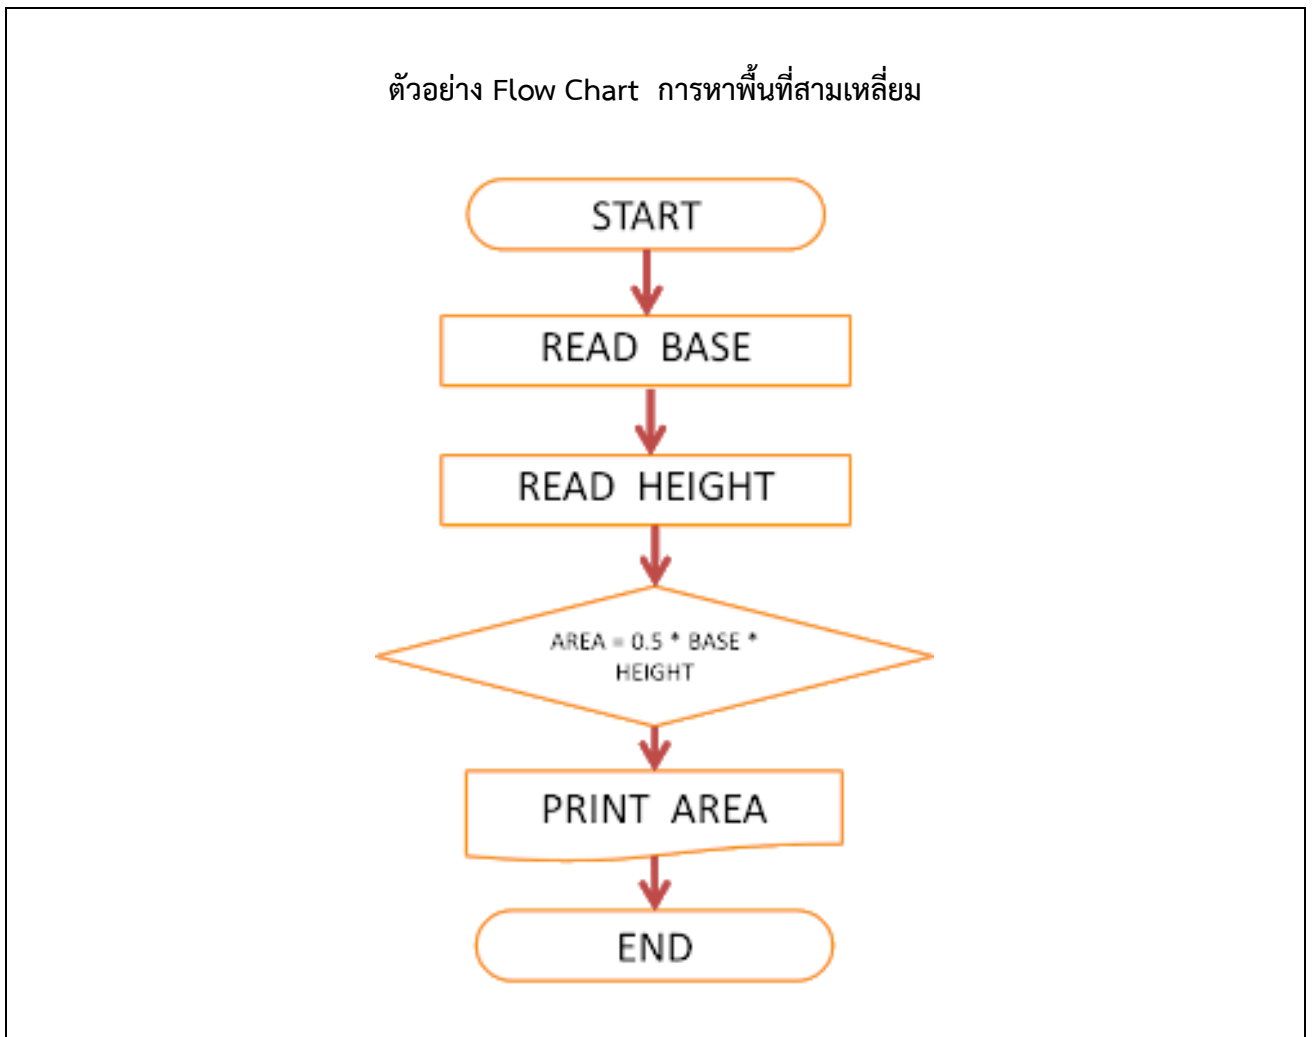 ตัวอย่าง Flow Chart การหาพื้นที่สามเหลี่ยม
START
READ BASE
READ HEIGHT
AREA = 0.5 * BASE *
HEIGHT
PRINT AREA
END